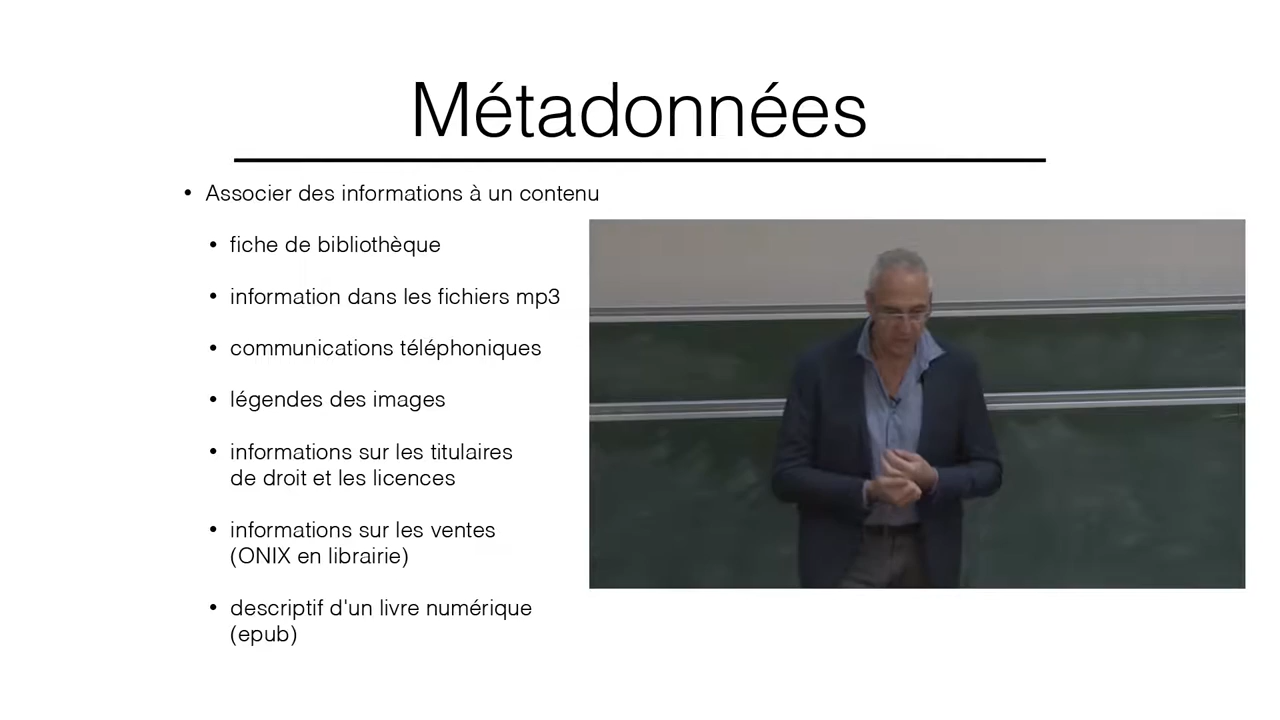 Métadonnées
• Associer des informations à un contenu
• fiche de bibliothèque
• information dans les fichiers mp3
• communications téléphoniques
• légendes des images
• informations sur les titulaires
de droit et les licences
• informations sur les ventes
(ONIX en librairie)
• descriptif d'un livre numérique
(epub)